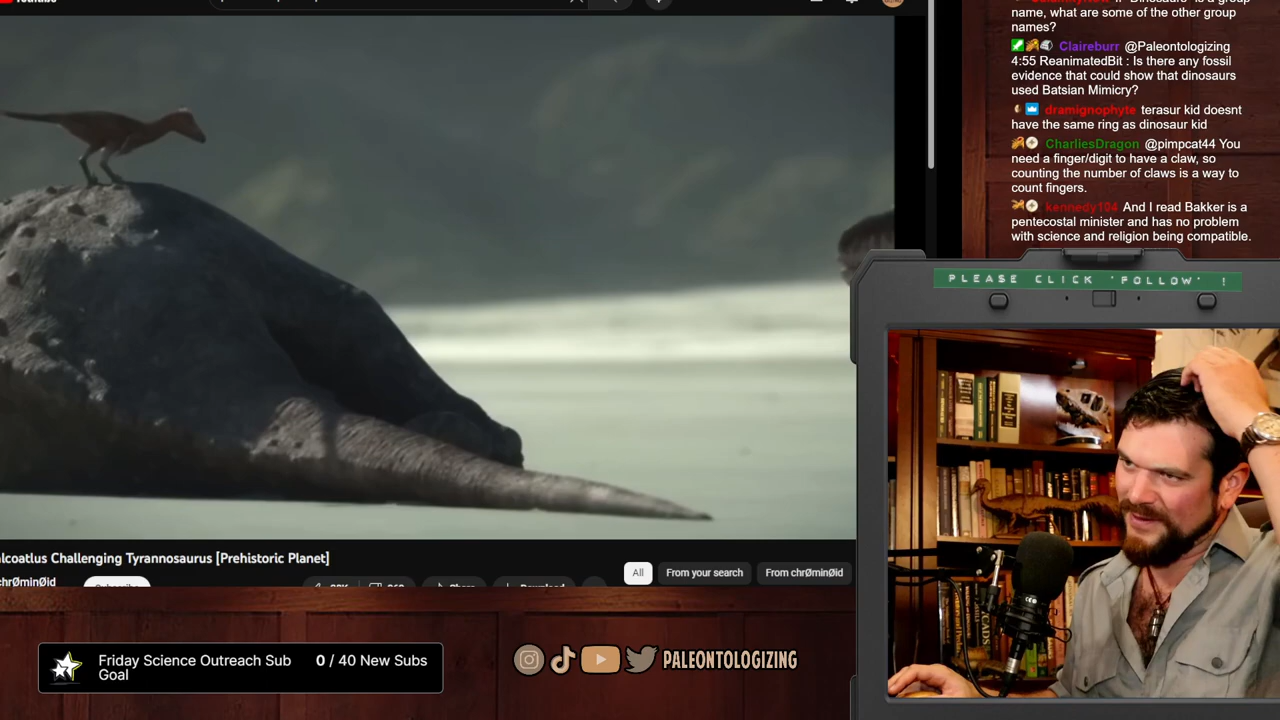 name, what are some of the other group
names?
Claireburr @Paleontologizing
4:55 ReanimatedBit : Is there any fossil
evidence that could show that dinosaurs
used Batsian Mimicry?
dramignophyte terasur kid doesnt
have the same ring as dinosaur kid
CharliesDragon @pimpcat44 You
need a finger/digit to have a claw, so
counting the number of claws is a way to
count fingers.
kennedy104 And I read Bakker is a
pentecostal minister and has no problem
with science and religion being compatible.
PLEASE CLICK 'FOLLOW' !
lcoatlus Challenging Tyrannosaurus [Prehistoric Planet]
chrØminØid
All From your search From chrØminØid
Friday Science Outreach Sub
Goal
0 / 40 New Subs
PALEONTOLOGIZING